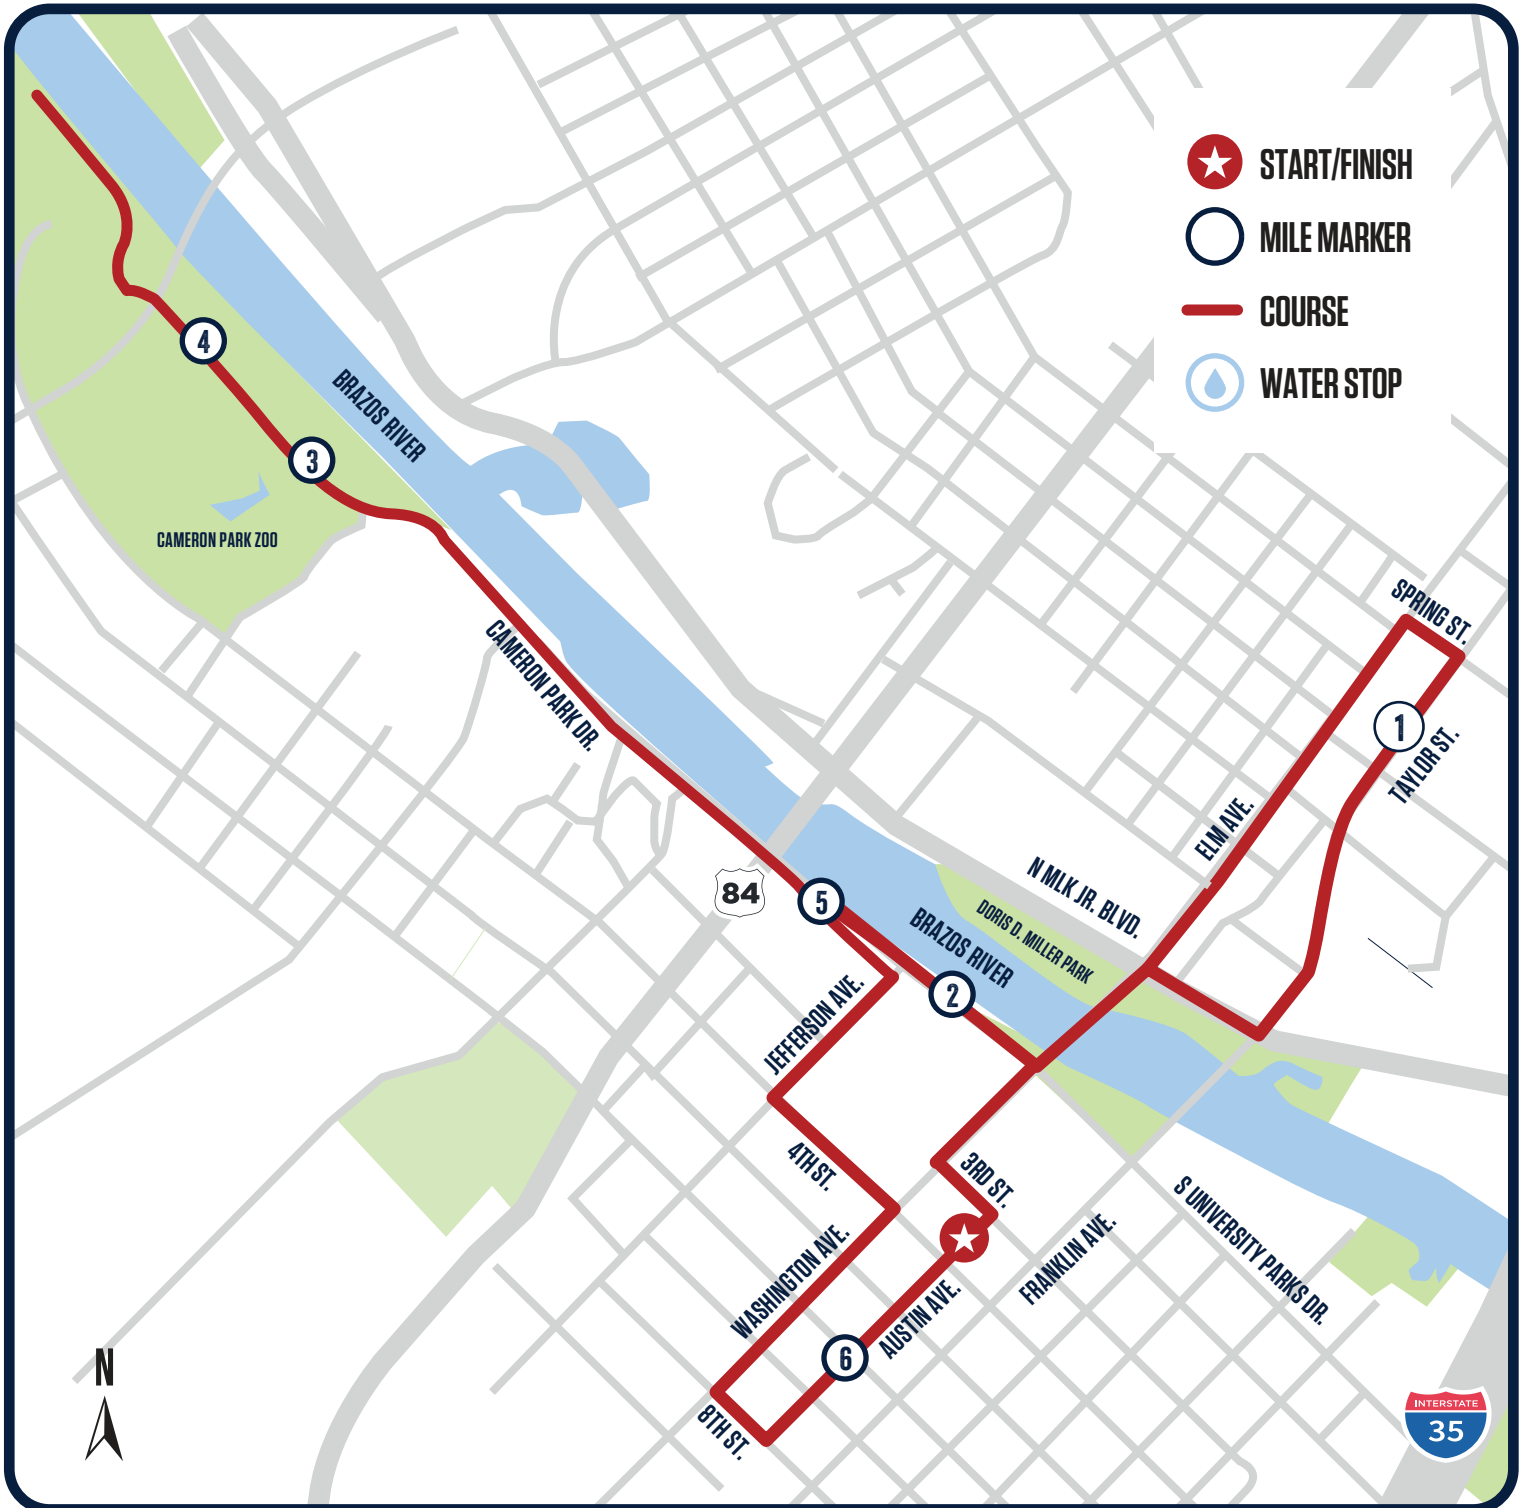 START/FINISH
MILE MARKER
COURSE
WATER STOP
4
BRAZOS RIVER
3
CAMERON PARK ZOO
SPRING ST.
CAMERON PARK DR.
1
TAYLOR ST.
ELM AVE.
N MLK JR. BLVD.
84
5
DORIS D. MILLER PARK
BRAZOS RIVER
2
JEFFERSON AVE.
4TH ST.
3RD ST.
S UNIVERSITY PARKS DR.
FRANKLIN AVE.
WASHINGTON AVE.
AUSTIN AVE.
6
8TH ST.
N
INTERSTATE
35